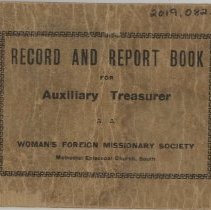 2019.082
RECORD AND REPORT BOOK
FOR
Auxiliary Treasurer
WOMAN'S FOREIGN MISSIONARY SOCIETY
Methodist Episcopal Church, South